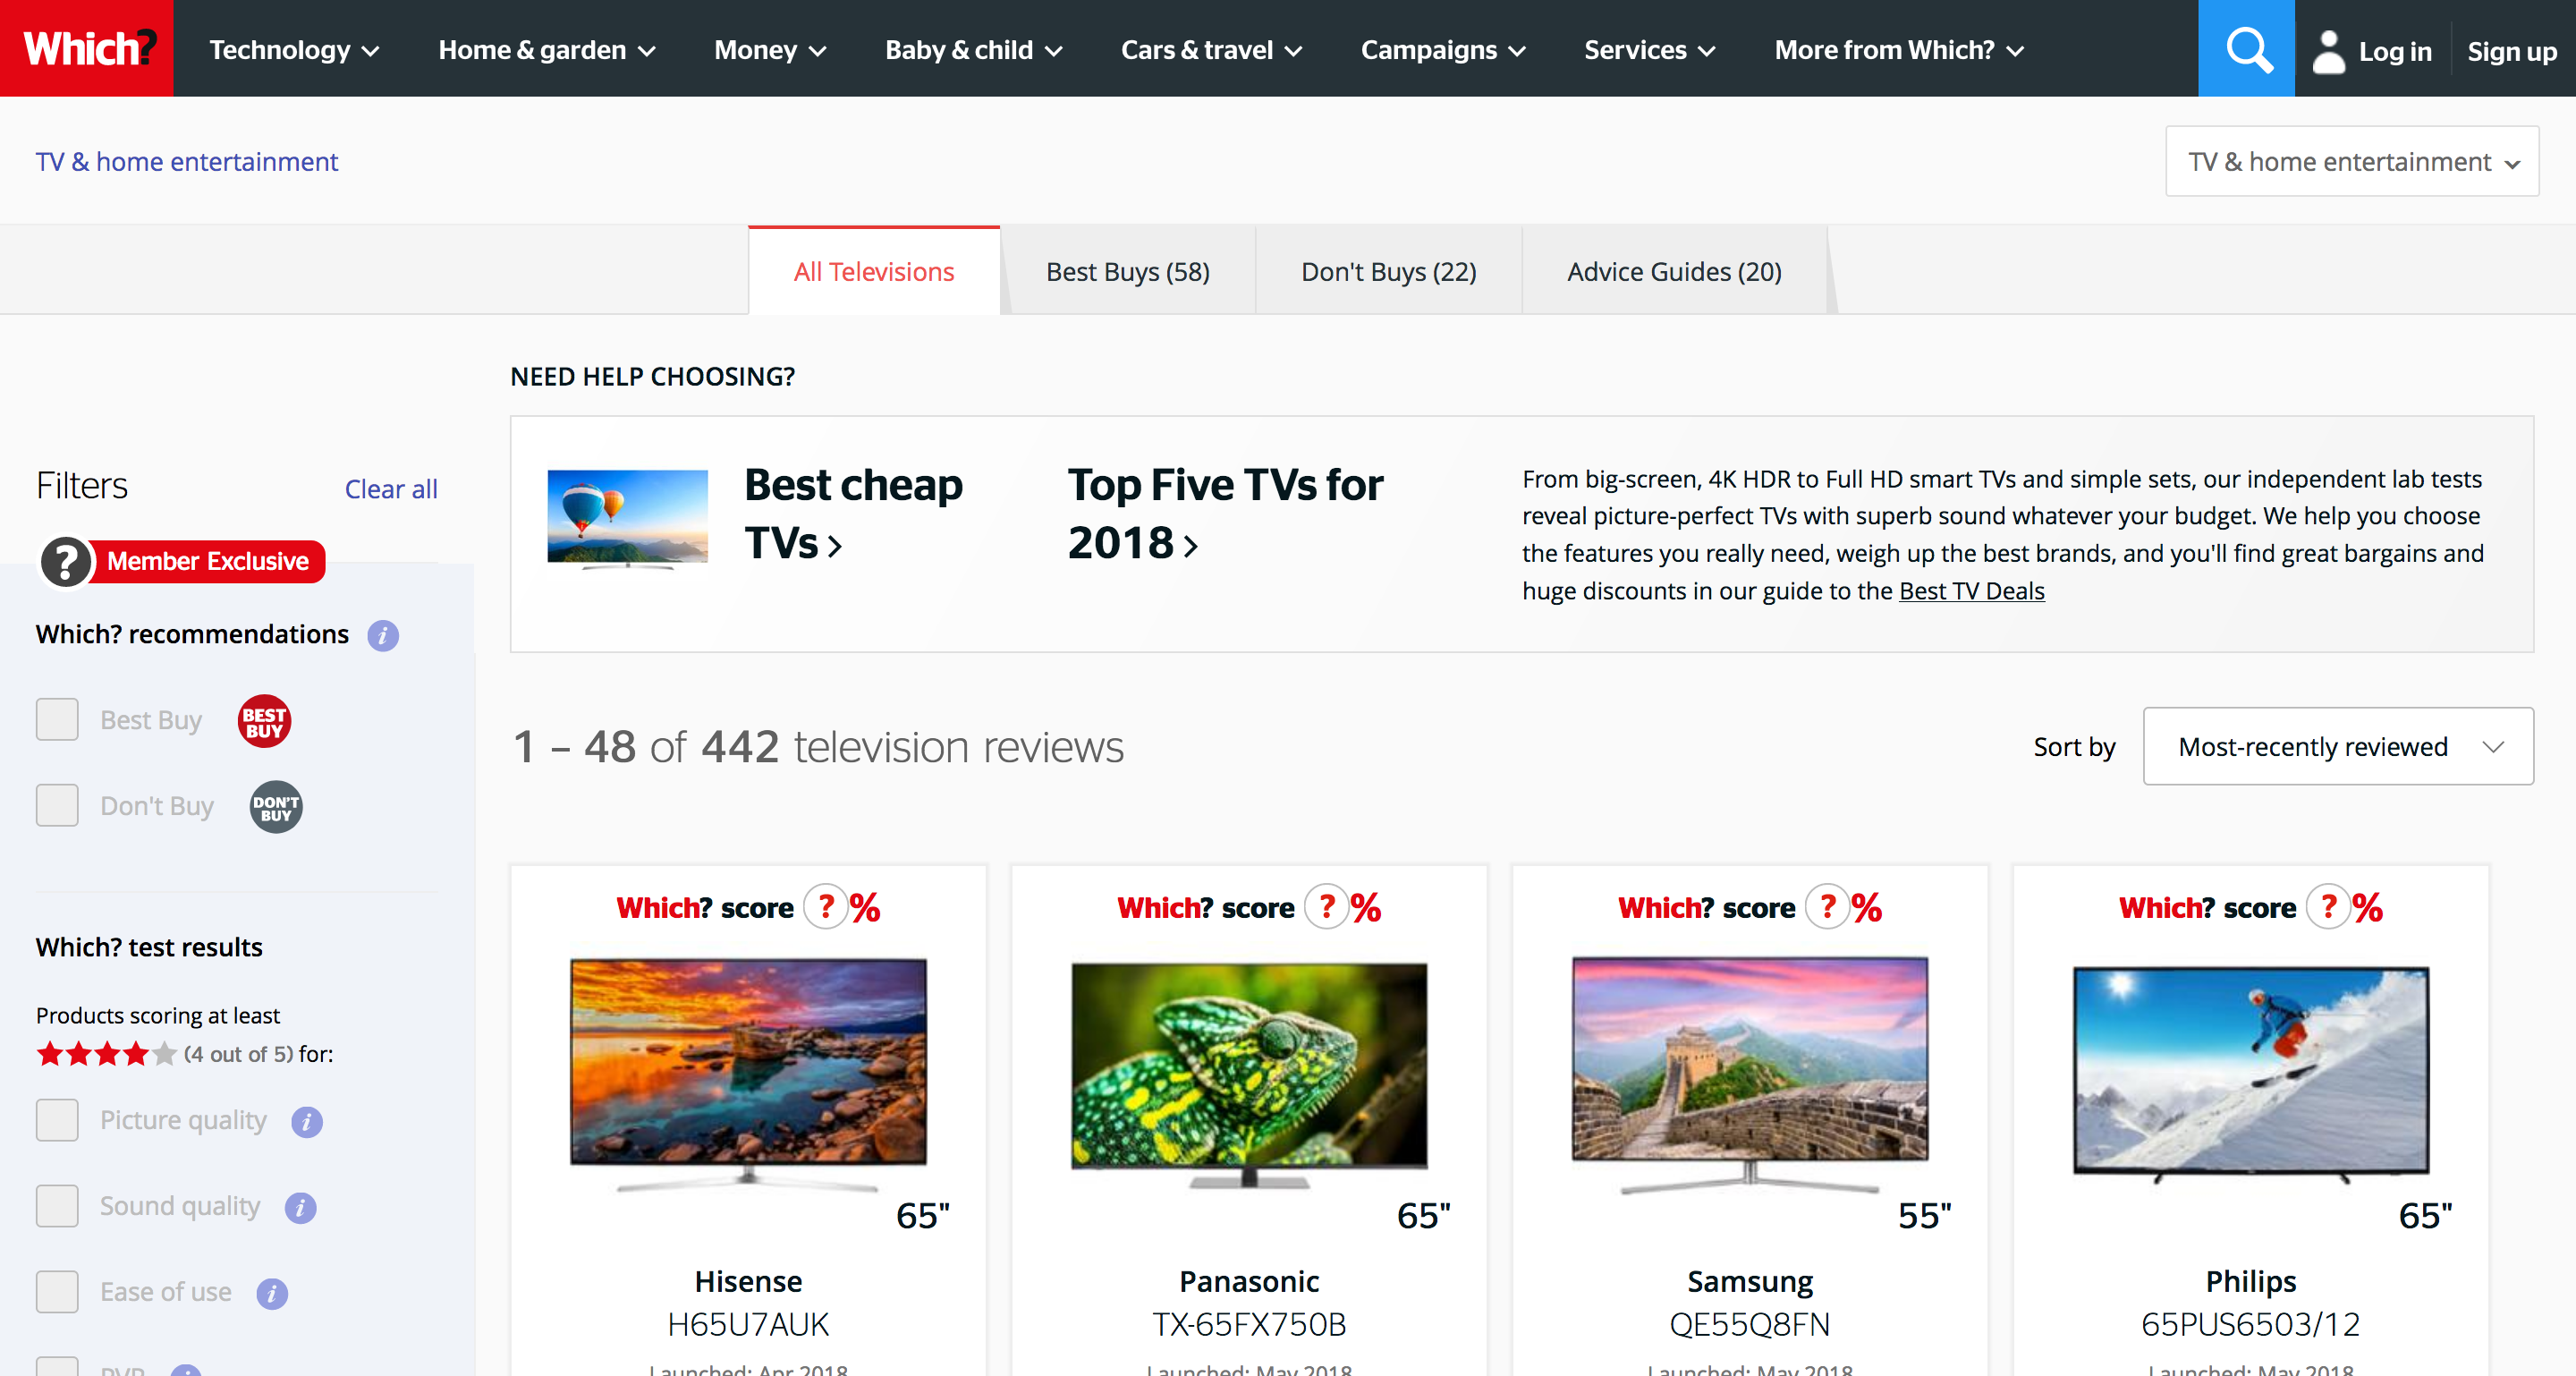 Which?
Technology
Home & garden
Money
Baby & child
Cars & travel
Campaigns
Services
More from Which?
Log in
Sign up
TV & home entertainment
TV & home entertainment
All Televisions
Best Buys (58)
Don't Buys (22)
Advice Guides (20)
NEED HELP CHOOSING?
Best cheap
TVs ›
Top Five TVs for
2018 ›
From big-screen, 4K HDR to Full HD smart TVs and simple sets, our independent lab tests
reveal picture-perfect TVs with superb sound whatever your budget. We help you choose
the features you really need, weigh up the best brands, and you'll find great bargains and
huge discounts in our guide to the Best TV Deals
Filters
Clear all
? Member Exclusive
Which? recommendations i
Best Buy BEST
BUY
Don't Buy DON'T
BUY
Which? test results
Products scoring at least
(4 out of 5) for:
Picture quality i
Sound quality i
Ease of use i
PVR i
1 – 48 of 442 television reviews
Sort by
Most-recently reviewed
Which? score ?%
65"
Hisense
H65U7AUK
Launched: Apr 2018
Which? score ?%
65"
Panasonic
TX-65FX750B
Launched: May 2018
Which? score ?%
55"
Samsung
QE55Q8FN
Launched: May 2018
Which? score ?%
65"
Philips
65PUS6503/12
Launched: May 2018